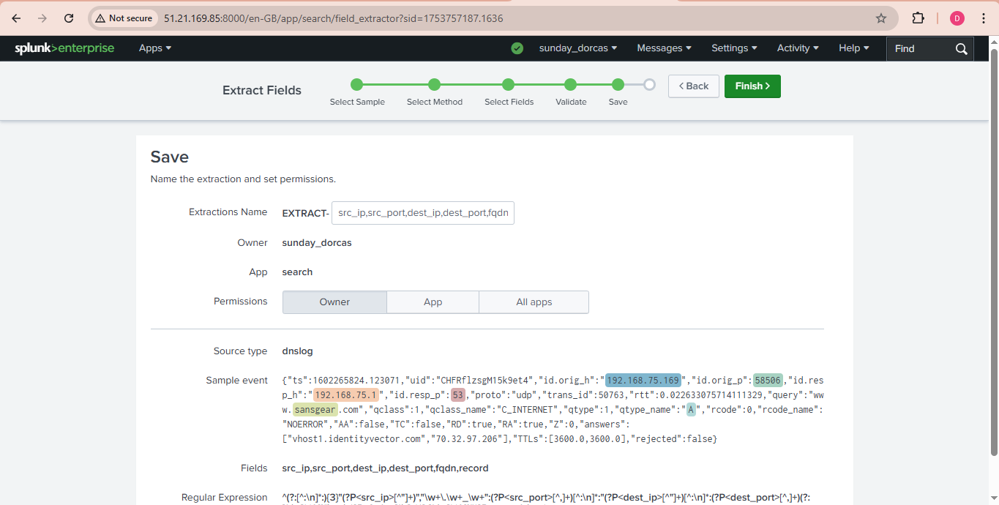 Not secure 51.21.169.85:8000/en-GB/app/search/field_extractor?sid=1753757187.1636 D
splunk>enterprise Apps sunday_dorcas Messages Settings Activity Help Find
Extract Fields Select Sample Select Method Select Fields Validate Save < Back Finish >
Save
Name the extraction and set permissions.
Extractions Name EXTRACT- src_ip,src_port,dest_ip,dest_port,fqdn
Owner sunday_dorcas
App search
Permissions Owner App All apps
Source type dnslog
Sample event {"ts":1602265824.123071,"uid":"CHFRflzsgM15k9et4","id.orig_h":"192.168.75.169","id.orig_p":58506,"id.res
p_h":"192.168.75.1","id.resp_p":53,"proto":"udp","trans_id":50763,"rtt":0.022633075714111329,"query":"ww
w.sansgear.com","qclass":1,"qclass_name":"C_INTERNET","qtype":1,"qtype_name":"A","rcode":0,"rcode_name":
"NOERROR","AA":false,"TC":false,"RD":true,"RA":true,"Z":0,"answers":
["vhost1.identityvector.com","70.32.97.206"],"TTLs":[3600.0,3600.0],"rejected":false}
Fields src_ip,src_port,dest_ip,dest_port,fqdn,record
Regular Expression ^(?:[^:\n]*:){3}"(?P<src_ip>[^"]+)","\w+\.\w+_\w+":(?P<src_port>[^,]+)[^:\n]*:"(?P<dest_ip>[^"]+)[^:\n]*:(?P<dest_port>[^,]+)(?: